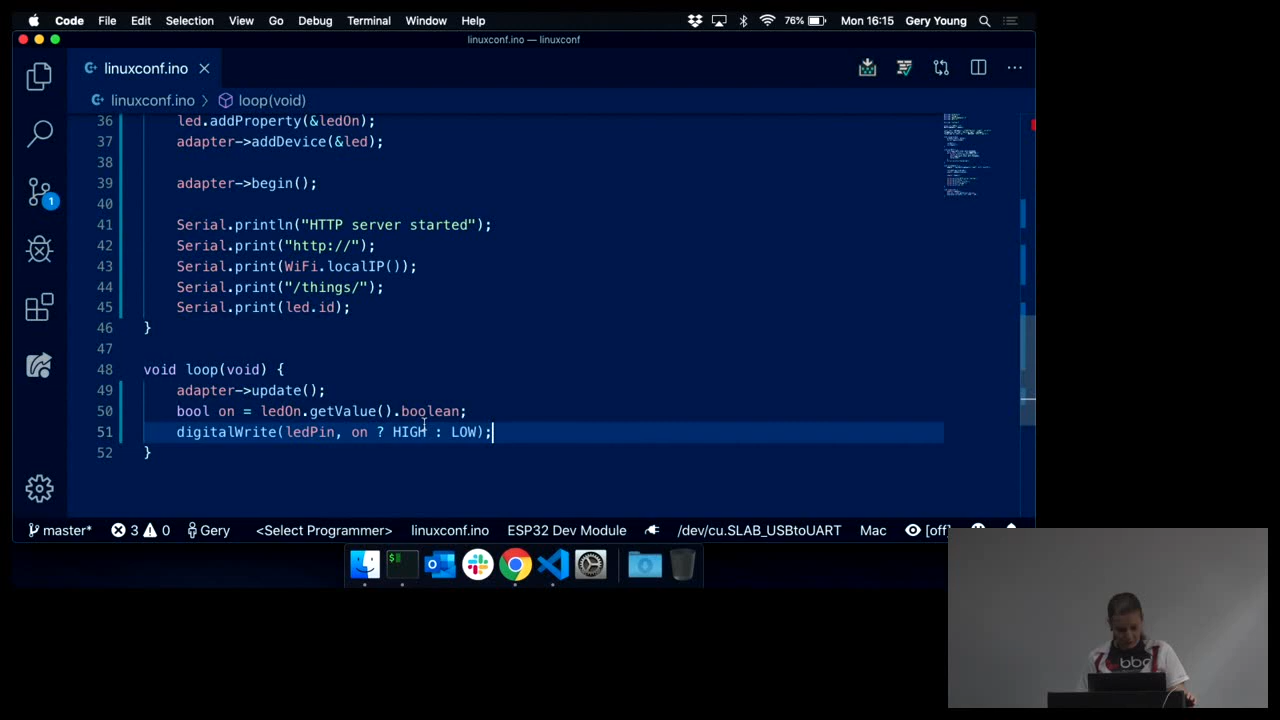 Code File Edit Selection View Go Debug Terminal Window Help 76% Mon 16:15 Gery Young
linuxconf.ino — linuxconf
linuxconf.ino
linuxconf.ino > loop(void)
36 led.addProperty(&ledOn);
37 adapter->addDevice(&led);
38
39 adapter->begin();
40
41 Serial.println("HTTP server started");
42 Serial.print("http://");
43 Serial.print(WiFi.localIP());
44 Serial.print("/things/");
45 Serial.print(led.id);
46 }
47
48 void loop(void) {
49 adapter->update();
50 bool on = ledOn.getValue().boolean;
51 digitalWrite(ledPin, on ? HIGH : LOW);
52 }
1
master* 3 0 Gery <Select Programmer> linuxconf.ino ESP32 Dev Module /dev/cu.SLAB_USBtoUART Mac [off]
bbc